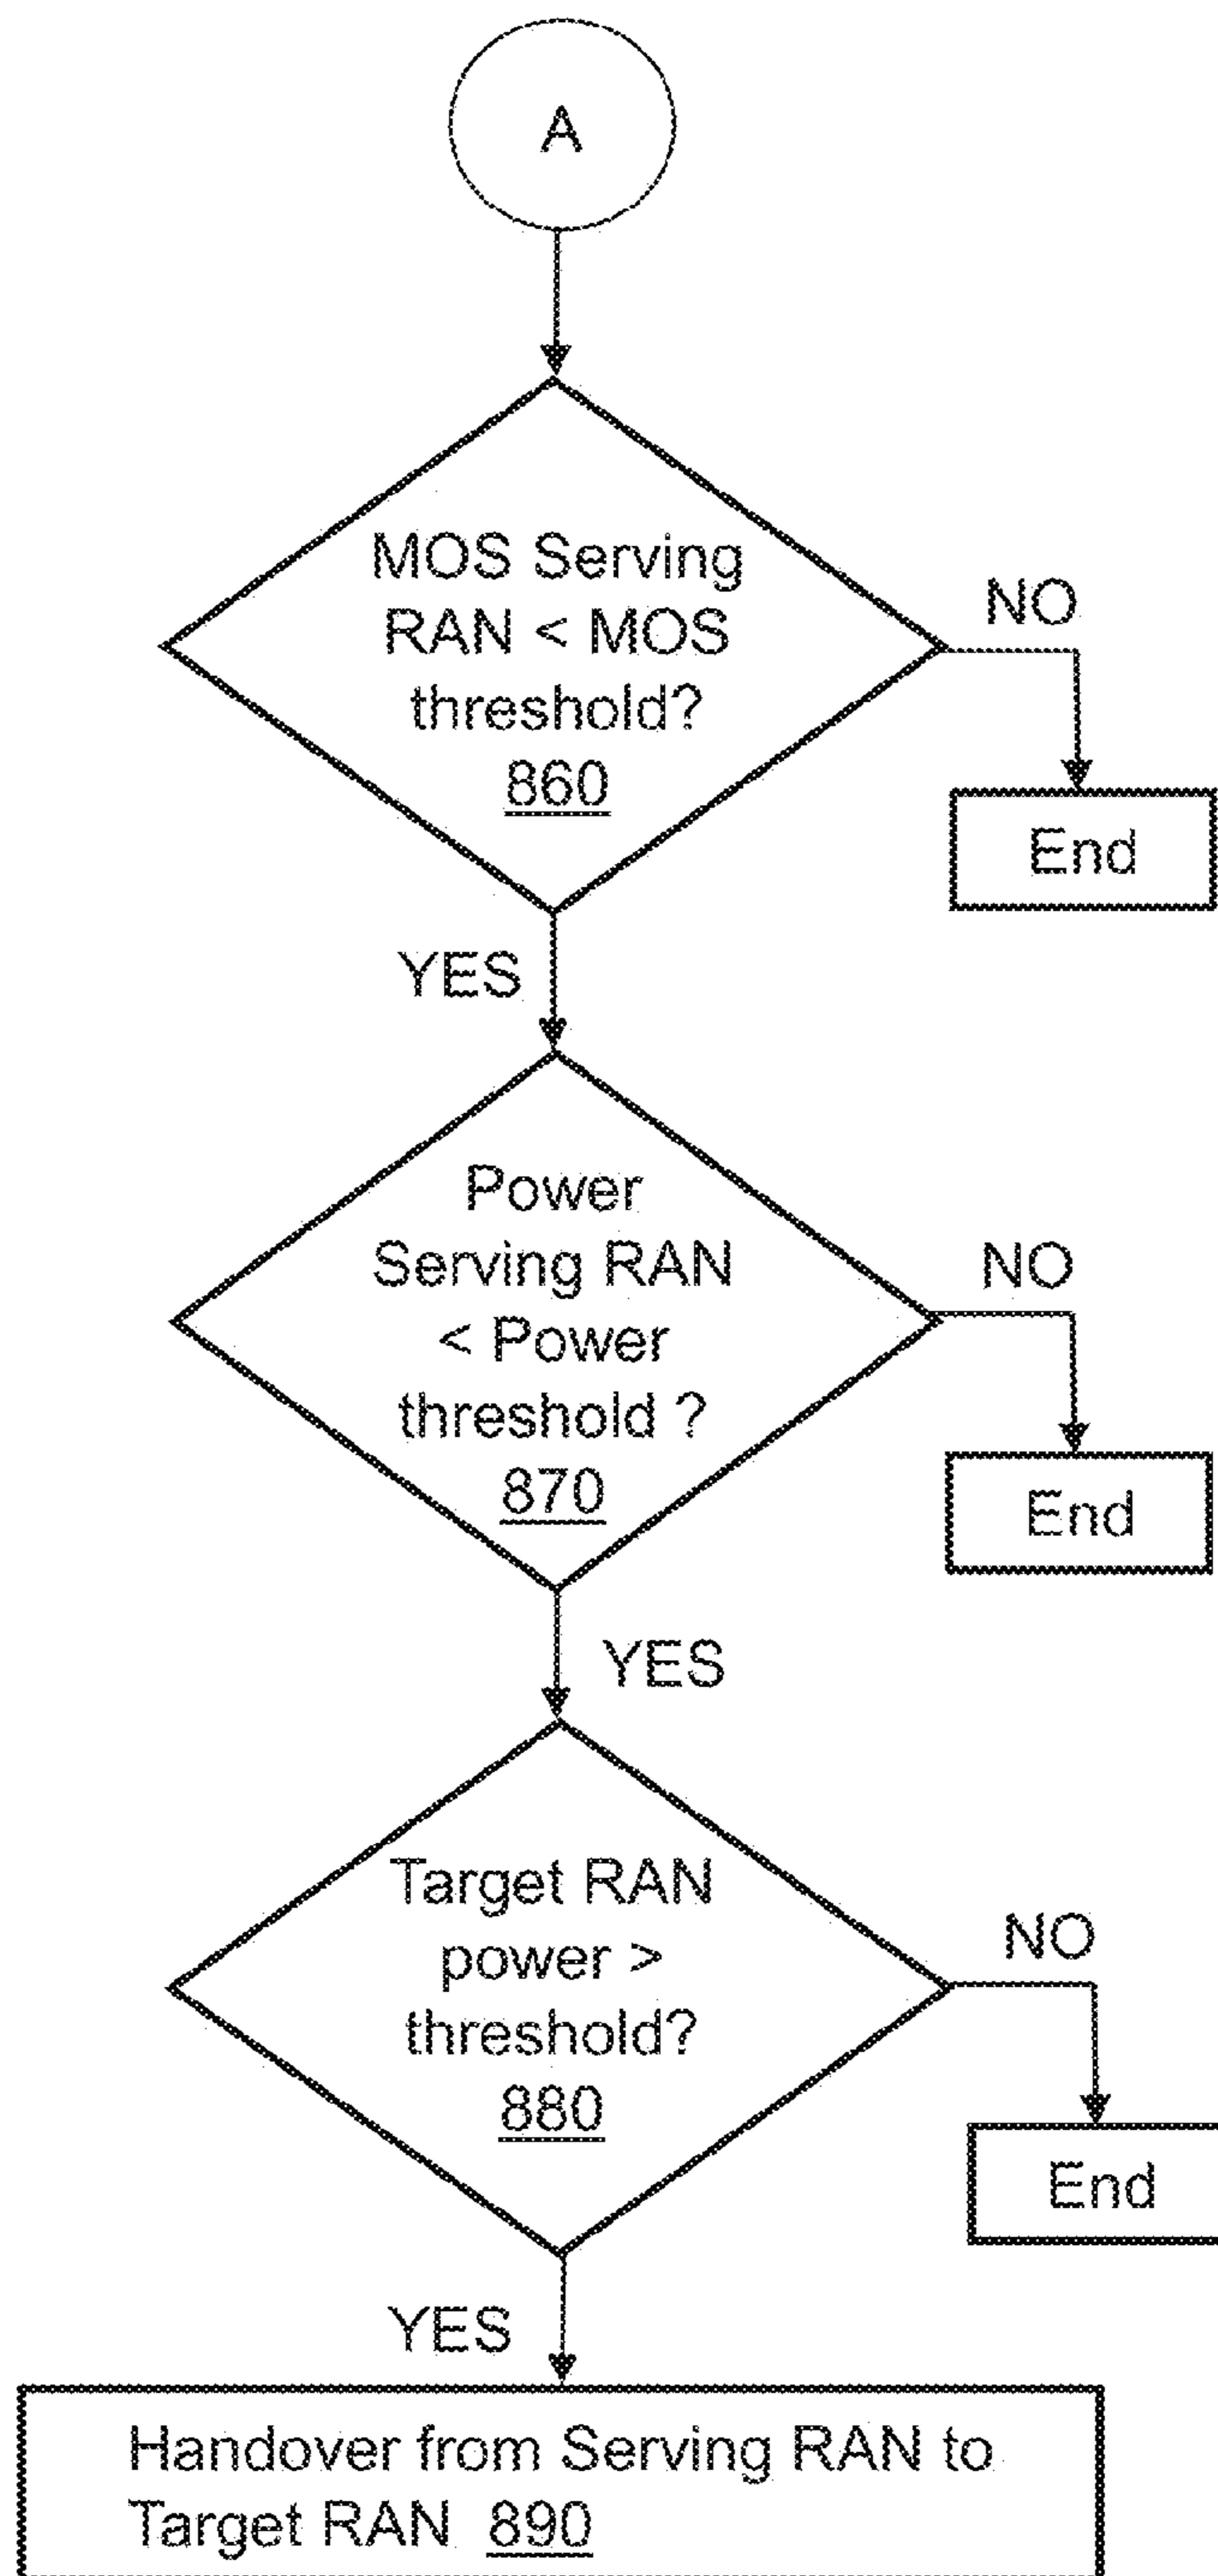 A
MOS Serving
RAN < MOS
threshold?
860
NO
End
YES
Power
Serving RAN
< Power
threshold ?
870
NO
End
YES
Target RAN
power >
threshold?
880
NO
End
YES
Handover from Serving RAN to
Target RAN 890